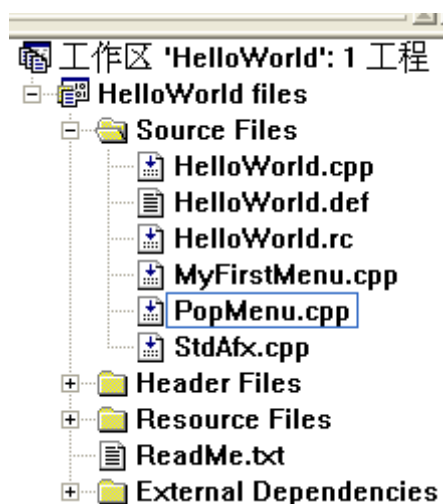 工作区 'HelloWorld': 1 工程
HelloWorld files
Source Files
HelloWorld.cpp
HelloWorld.def
HelloWorld.rc
MyFirstMenu.cpp
PopMenu.cpp
StdAfx.cpp
Header Files
Resource Files
ReadMe.txt
External Dependencies